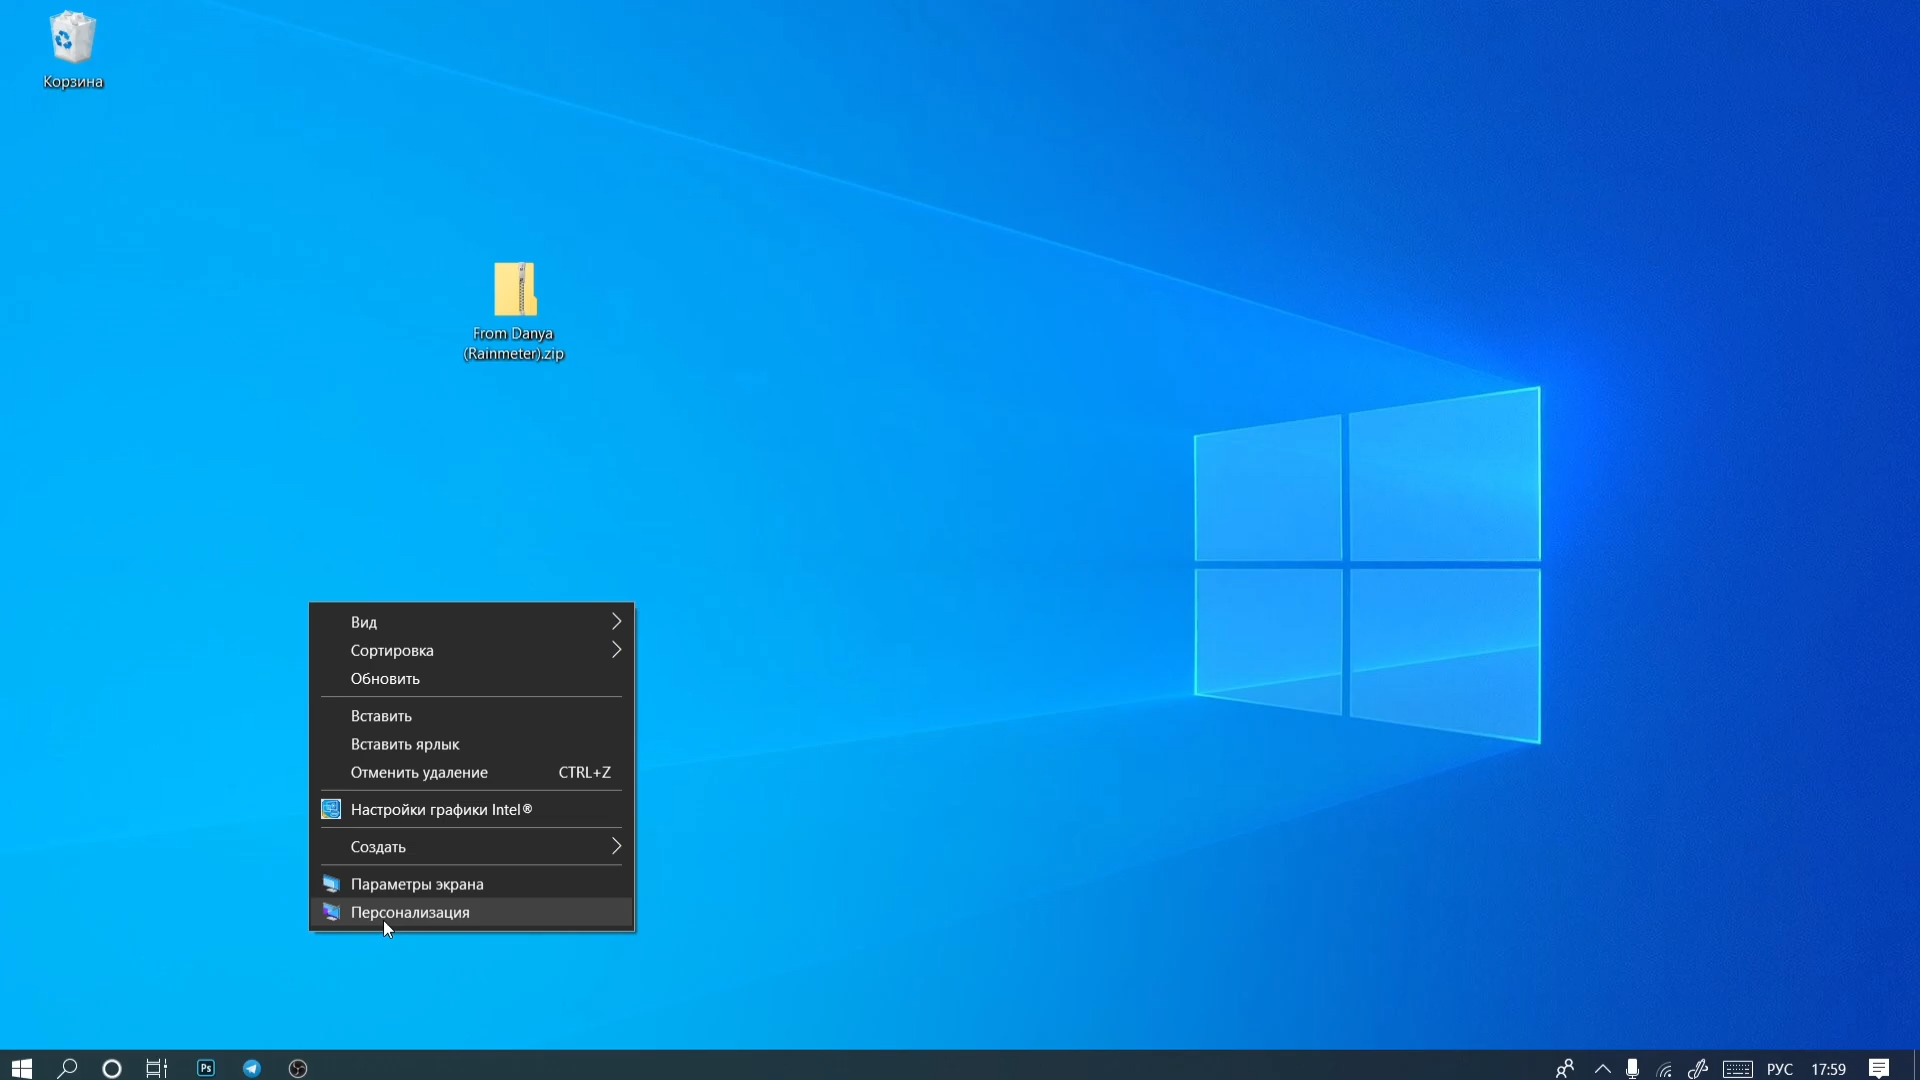 Корзина
From Danya
(Rainmeter).zip
Вид
Сортировка
Обновить
Вставить
Вставить ярлык
Отменить удаление CTRL+Z
Настройки графики Intel®
Создать
Параметры экрана
Персонализация
Ps
РУС 17:59